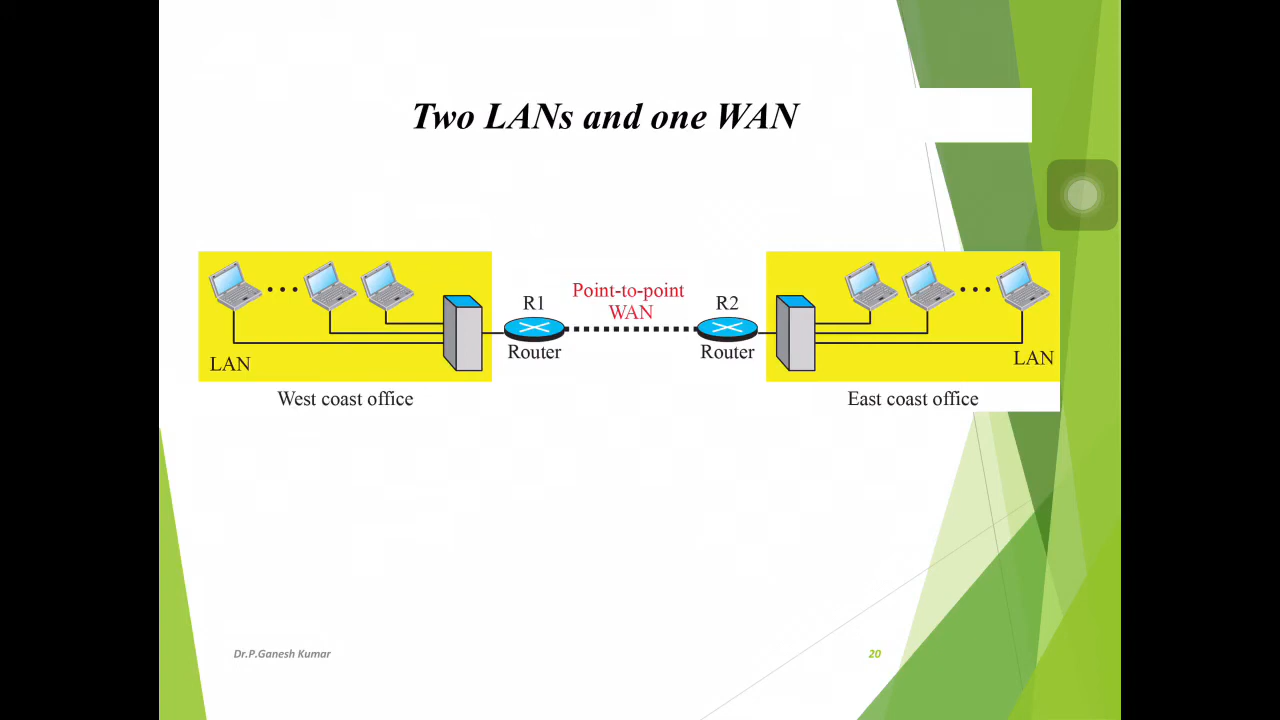 Two LANs and one WAN
Point-to-point
WAN
R1
R2
Router
Router
LAN
LAN
West coast office
East coast office
Dr.P.Ganesh Kumar
20